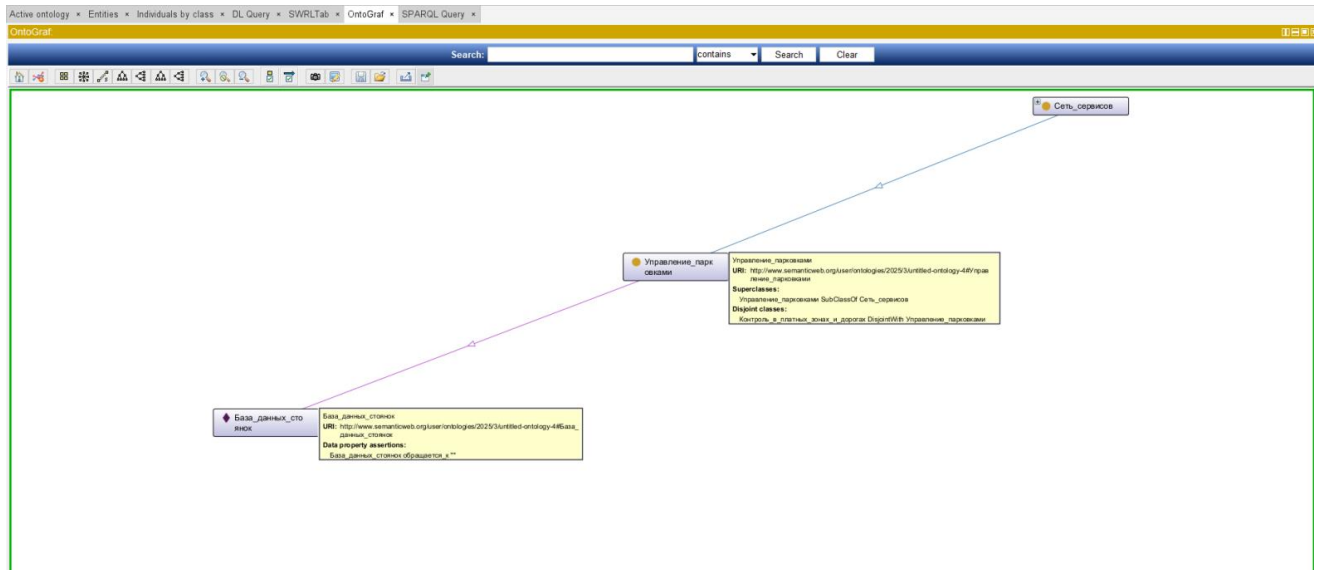 Active ontology × Entities × Individuals by class × DL Query × SWRLTab × OntoGraf × SPARQL Query ×
OntoGraf:
Search: contains Search Clear
Сеть_сервисов
Управление_парк
овками
Управление_парковками
URI: http://www.semanticweb.org/user/ontologies/2025/3/untitled-ontology-4#Управ
ление_парковками
Superclasses:
Управление_парковками SubClassOf Сеть_сервисов
Disjoint classes:
Контроль_в_платных_зонах_и_дорогах DisjointWith Управление_парковками
База_данных_сто
янок
База_данных_стоянок
URI: http://www.semanticweb.org/user/ontologies/2025/3/untitled-ontology-4#База_
данных_стоянок
Data property assertions:
База_данных_стоянок обращается_к ""